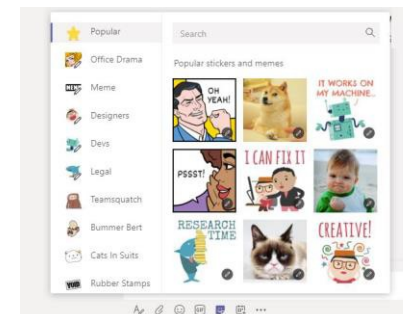 Popular
Office Drama
Meme
Designers
Devs
Legal
Teamsquatch
Bummer Bert
Cats In Suits
Rubber Stamps
Search
Popular stickers and memes
OH
YEAH!
IT WORKS ON
MY MACHINE...
PSSST!
I CAN FIX IT
RESEARCH
TIME
CREATIVE!
GIF